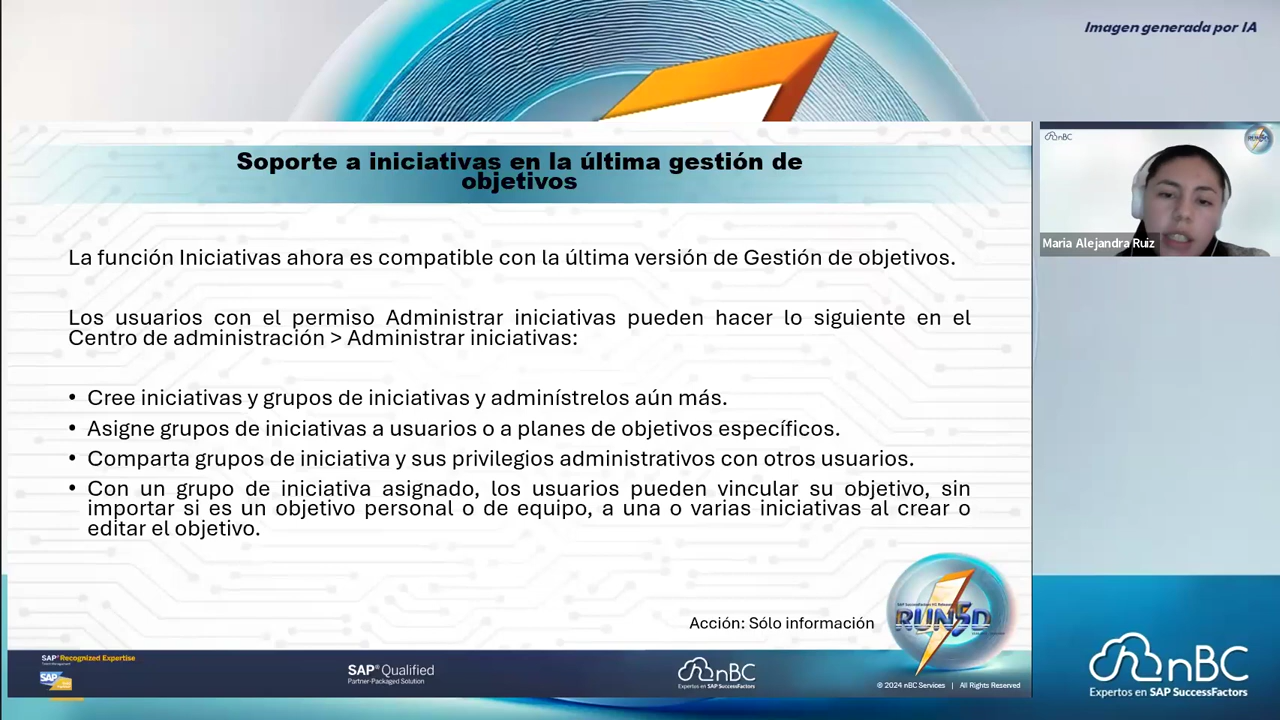 Imagen generada por IA
Soporte a iniciativas en la última gestión de
objetivos
nBC
Maria Alejandra Ruiz
La función Iniciativas ahora es compatible con la última versión de Gestión de objetivos.
Los usuarios con el permiso Administrar iniciativas pueden hacer lo siguiente en el
Centro de administración > Administrar iniciativas:
• Cree iniciativas y grupos de iniciativas y adminístrelos aún más.
• Asigne grupos de iniciativas a usuarios o a planes de objetivos específicos.
• Comparta grupos de iniciativa y sus privilegios administrativos con otros usuarios.
• Con un grupo de iniciativa asignado, los usuarios pueden vincular su objetivo, sin
importar si es un objetivo personal o de equipo, a una o varias iniciativas al crear o
editar el objetivo.
Acción: Sólo información
RUN5D
SAP® Recognized Expertise
SAP
SAP® Qualified
Partner-Packaged Solution
nBC
Expertos en SAP SuccessFactors
® 2024 nBC Services | All Rights Reserved
nBC
Expertos en SAP SuccessFactors